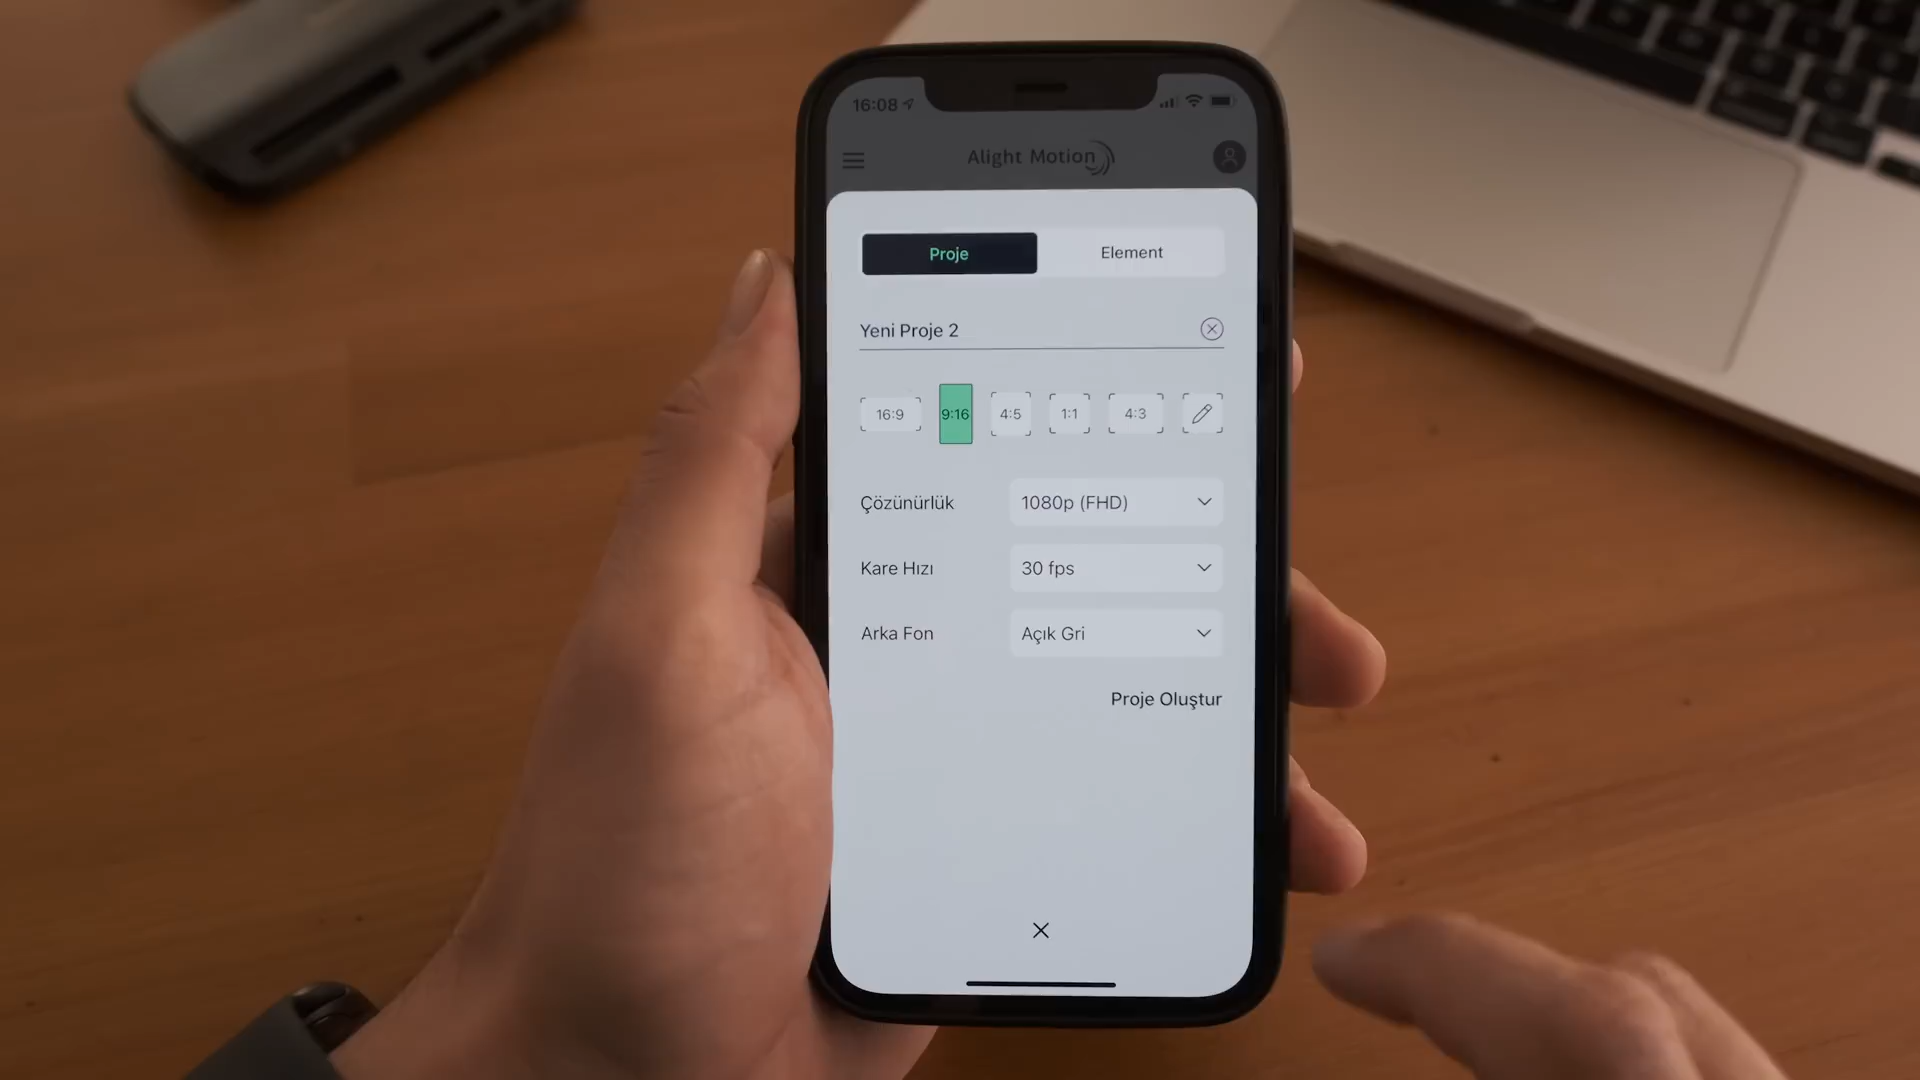 16:08
Alight Motion
Proje Element
Yeni Proje 2
16:9 9:16 4:5 1:1 4:3
Çözünürlük 1080p (FHD)
Kare Hızı 30 fps
Arka Fon Açık Gri
Proje Oluştur